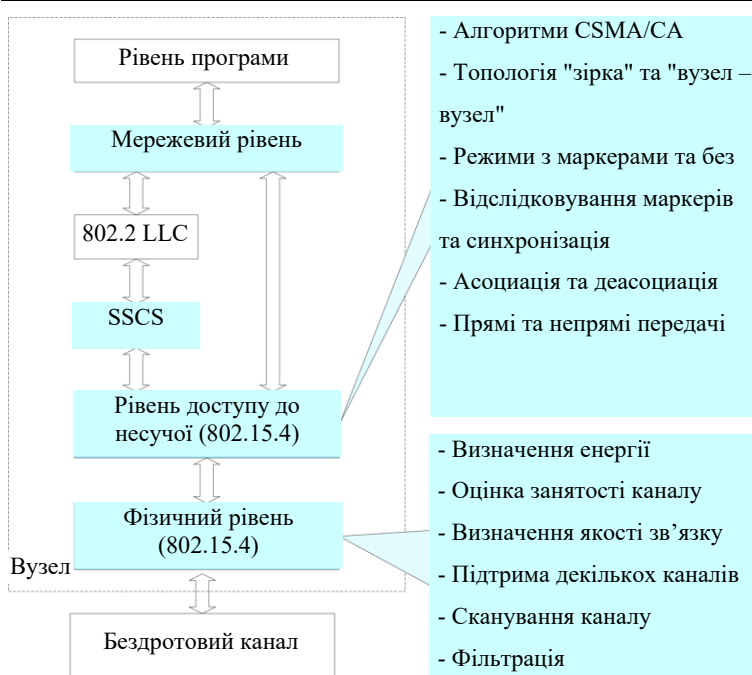 Рівень програми
Мережевий рівень
802.2 LLC
SSCS
Рівень доступу до
несучої (802.15.4)
Фізичний рівень
(802.15.4)
Вузел
Бездротовий канал
- Алгоритми CSMA/CA
- Топологія "зірка" та "вузел –
вузел"
- Режими з маркерами та без
- Відслідковування маркерів
та синхронізація
- Асоциація та деасоциація
- Прямі та непрямі передачі
- Визначення енергії
- Оцінка занятості каналу
- Визначення якості зв’язку
- Підтрима декількох каналів
- Сканування каналу
- Фільтрація